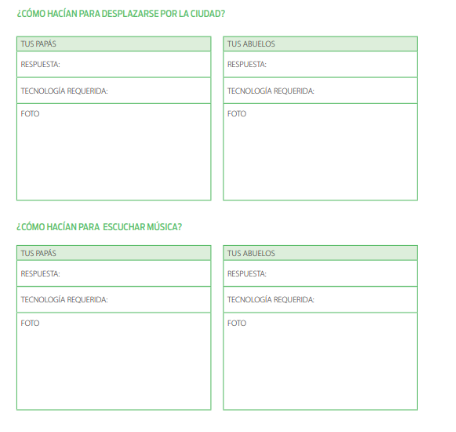 ¿CÓMO HACÍAN PARA DESPLAZARSE POR LA CIUDAD?
TUS PAPÁS
RESPUESTA:
TECNOLOGÍA REQUERIDA:
FOTO
TUS ABUELOS
RESPUESTA:
TECNOLOGÍA REQUERIDA:
FOTO
¿CÓMO HACÍAN PARA ESCUCHAR MÚSICA?
TUS PAPÁS
RESPUESTA:
TECNOLOGÍA REQUERIDA:
FOTO
TUS ABUELOS
RESPUESTA:
TECNOLOGÍA REQUERIDA:
FOTO